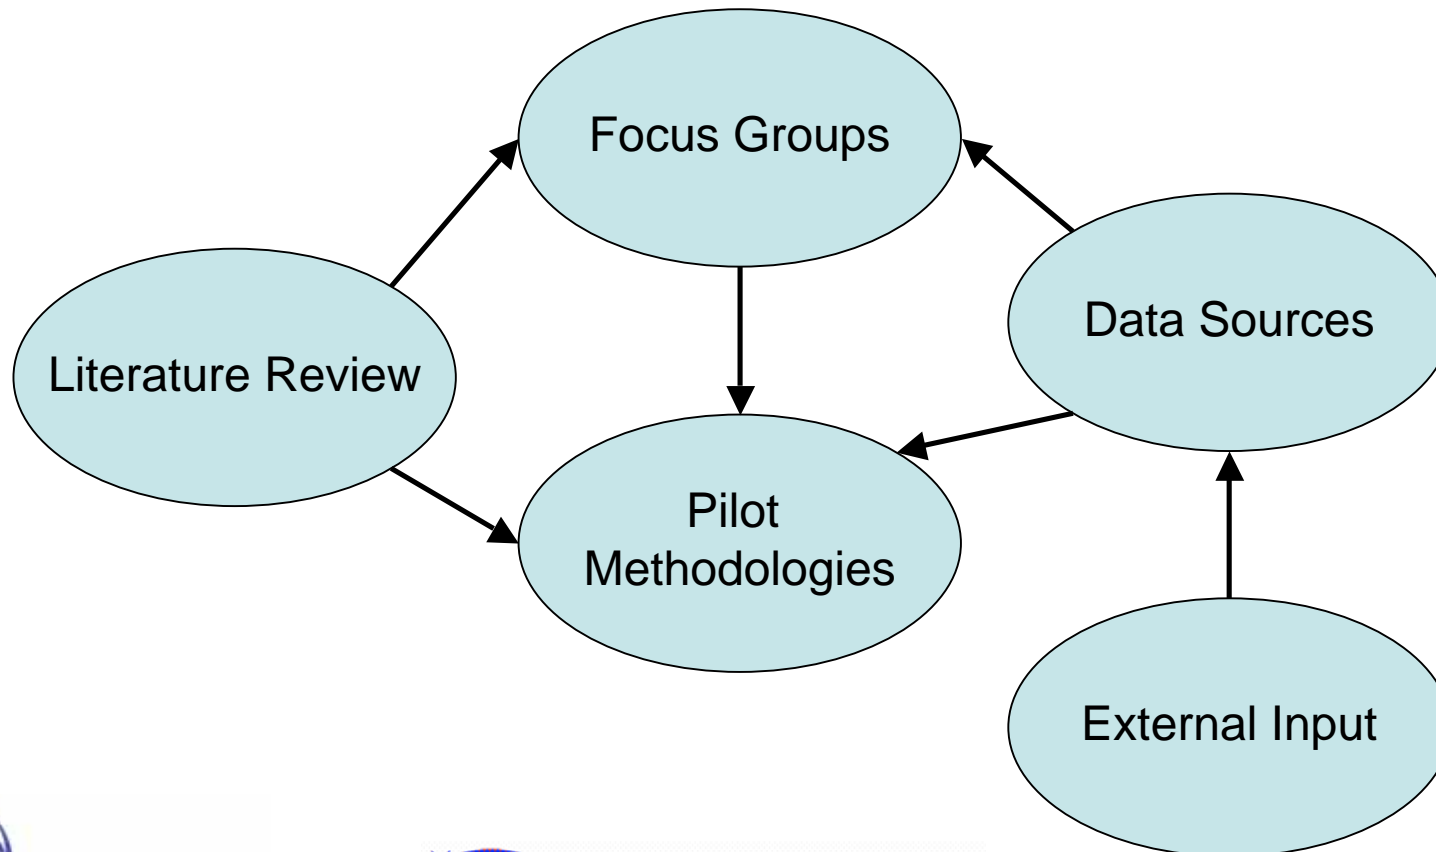 Focus Groups
Data Sources
Literature Review
Pilot
Methodologies
External Input